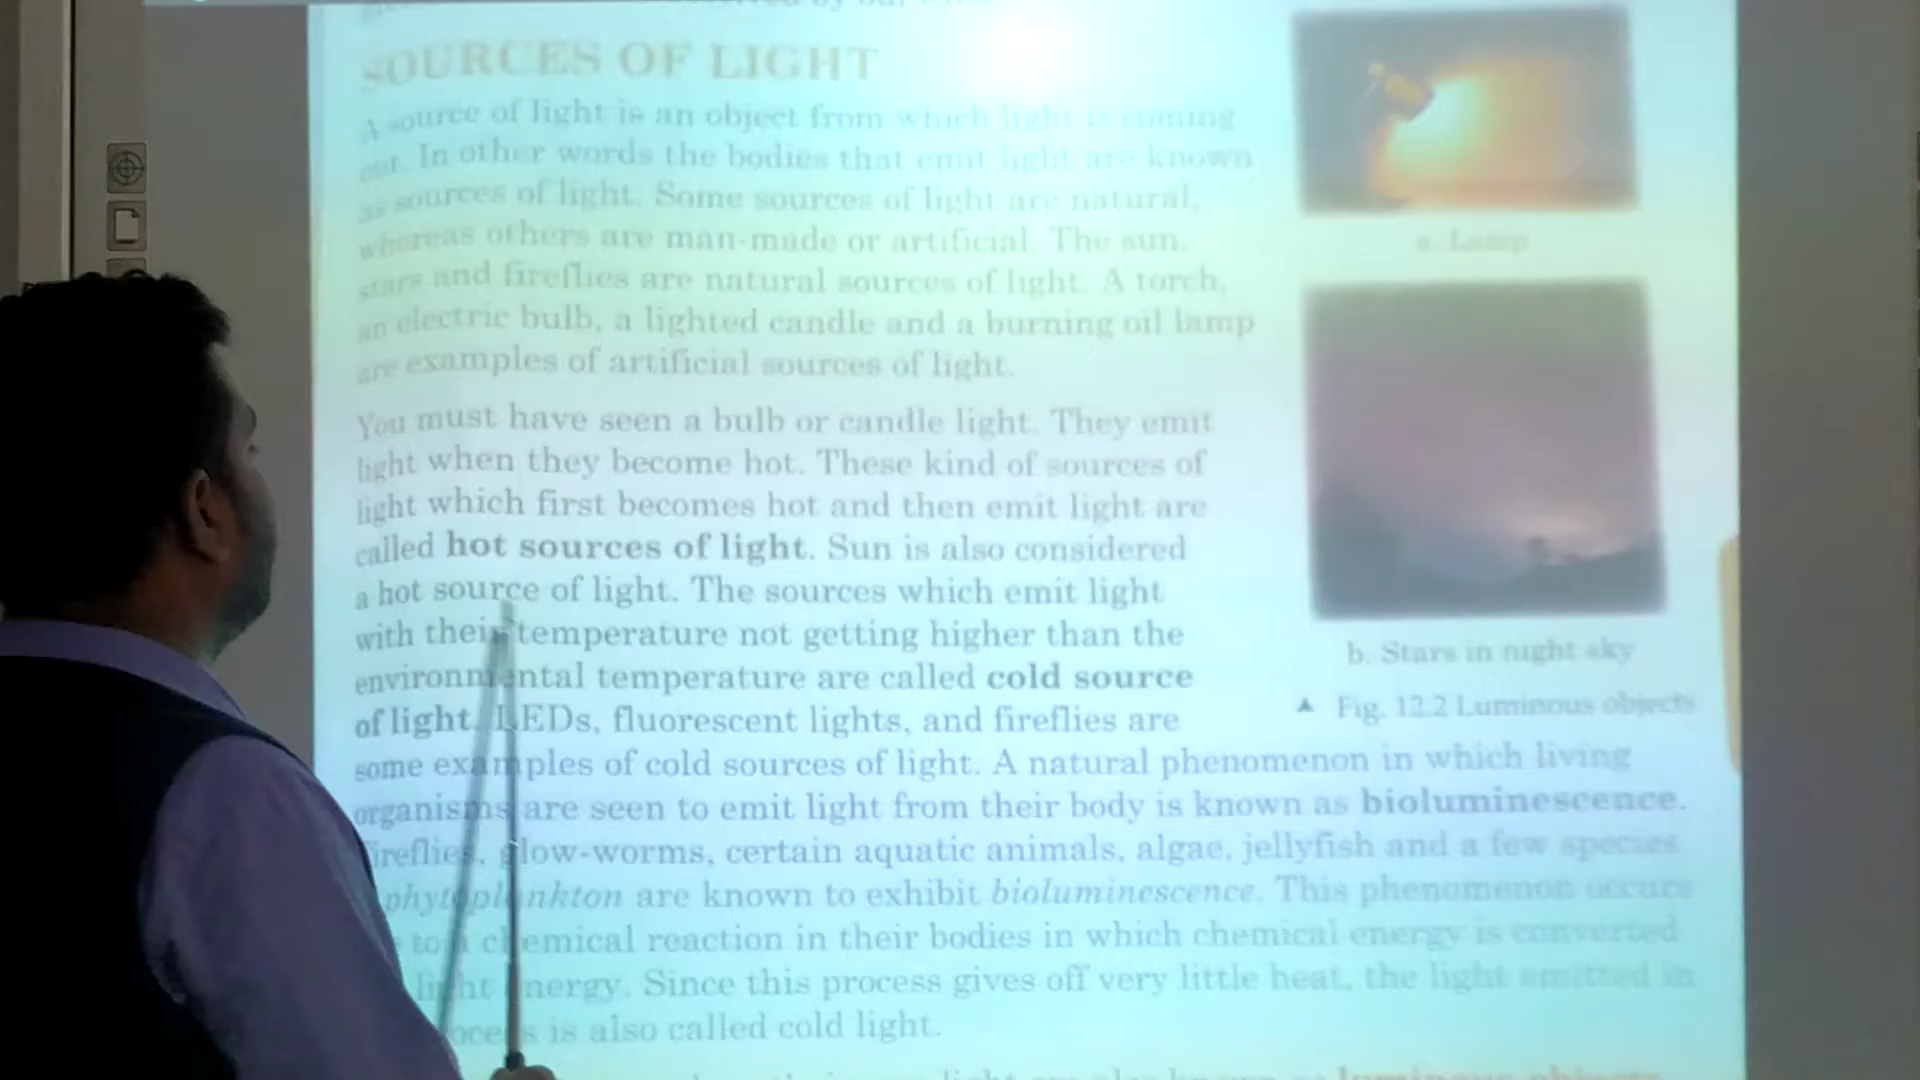 SOURCES OF LIGHT
A source of light is an object from which light is coming
out. In other words the bodies that emit light are known
as sources of light. Some sources of light are natural,
whereas others are man-made or artificial. The sun,
stars and fireflies are natural sources of light. A torch,
an electric bulb, a lighted candle and a burning oil lamp
are examples of artificial sources of light.
You must have seen a bulb or candle light. They emit
light when they become hot. These kind of sources of
light which first becomes hot and then emit light are
called hot sources of light. Sun is also considered
a hot source of light. The sources which emit light
with their temperature not getting higher than the
environmental temperature are called cold source
of light. LEDs, fluorescent lights, and fireflies are
some examples of cold sources of light. A natural phenomenon in which living
organisms are seen to emit light from their body is known as bioluminescence.
ireflies, glow-worms, certain aquatic animals, algae, jellyfish and a few species
phytoplankton are known to exhibit bioluminescence. This phenomenon occurs
to a chemical reaction in their bodies in which chemical energy is converted
light energy. Since this process gives off very little heat, the light emitted in
is also called cold light.
light are also known as luminous objects
a. Lamp
b. Stars in night sky
▲ Fig. 12.2 Luminous objects